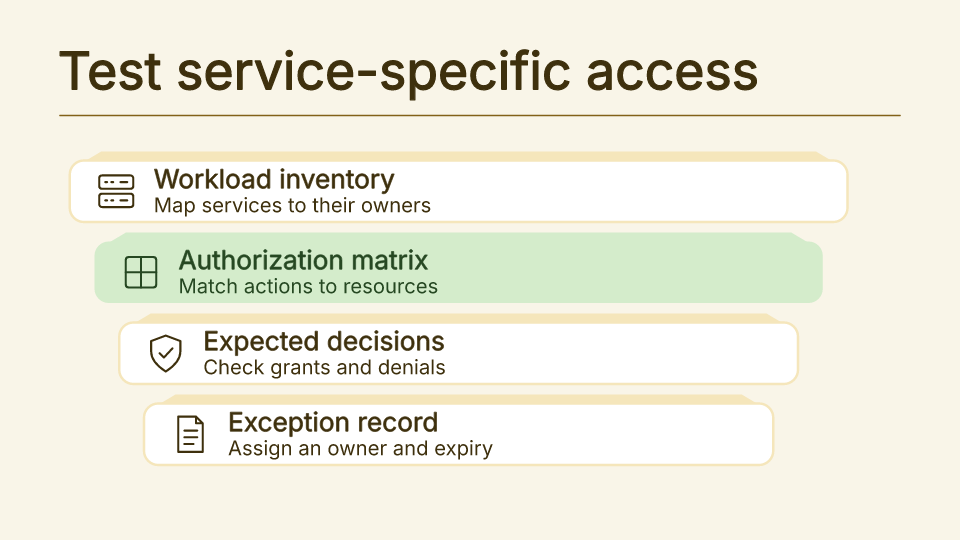 Test service-specific access
Workload inventory
Map services to their owners
Authorization matrix
Match actions to resources
Expected decisions
Check grants and denials
Exception record
Assign an owner and expiry